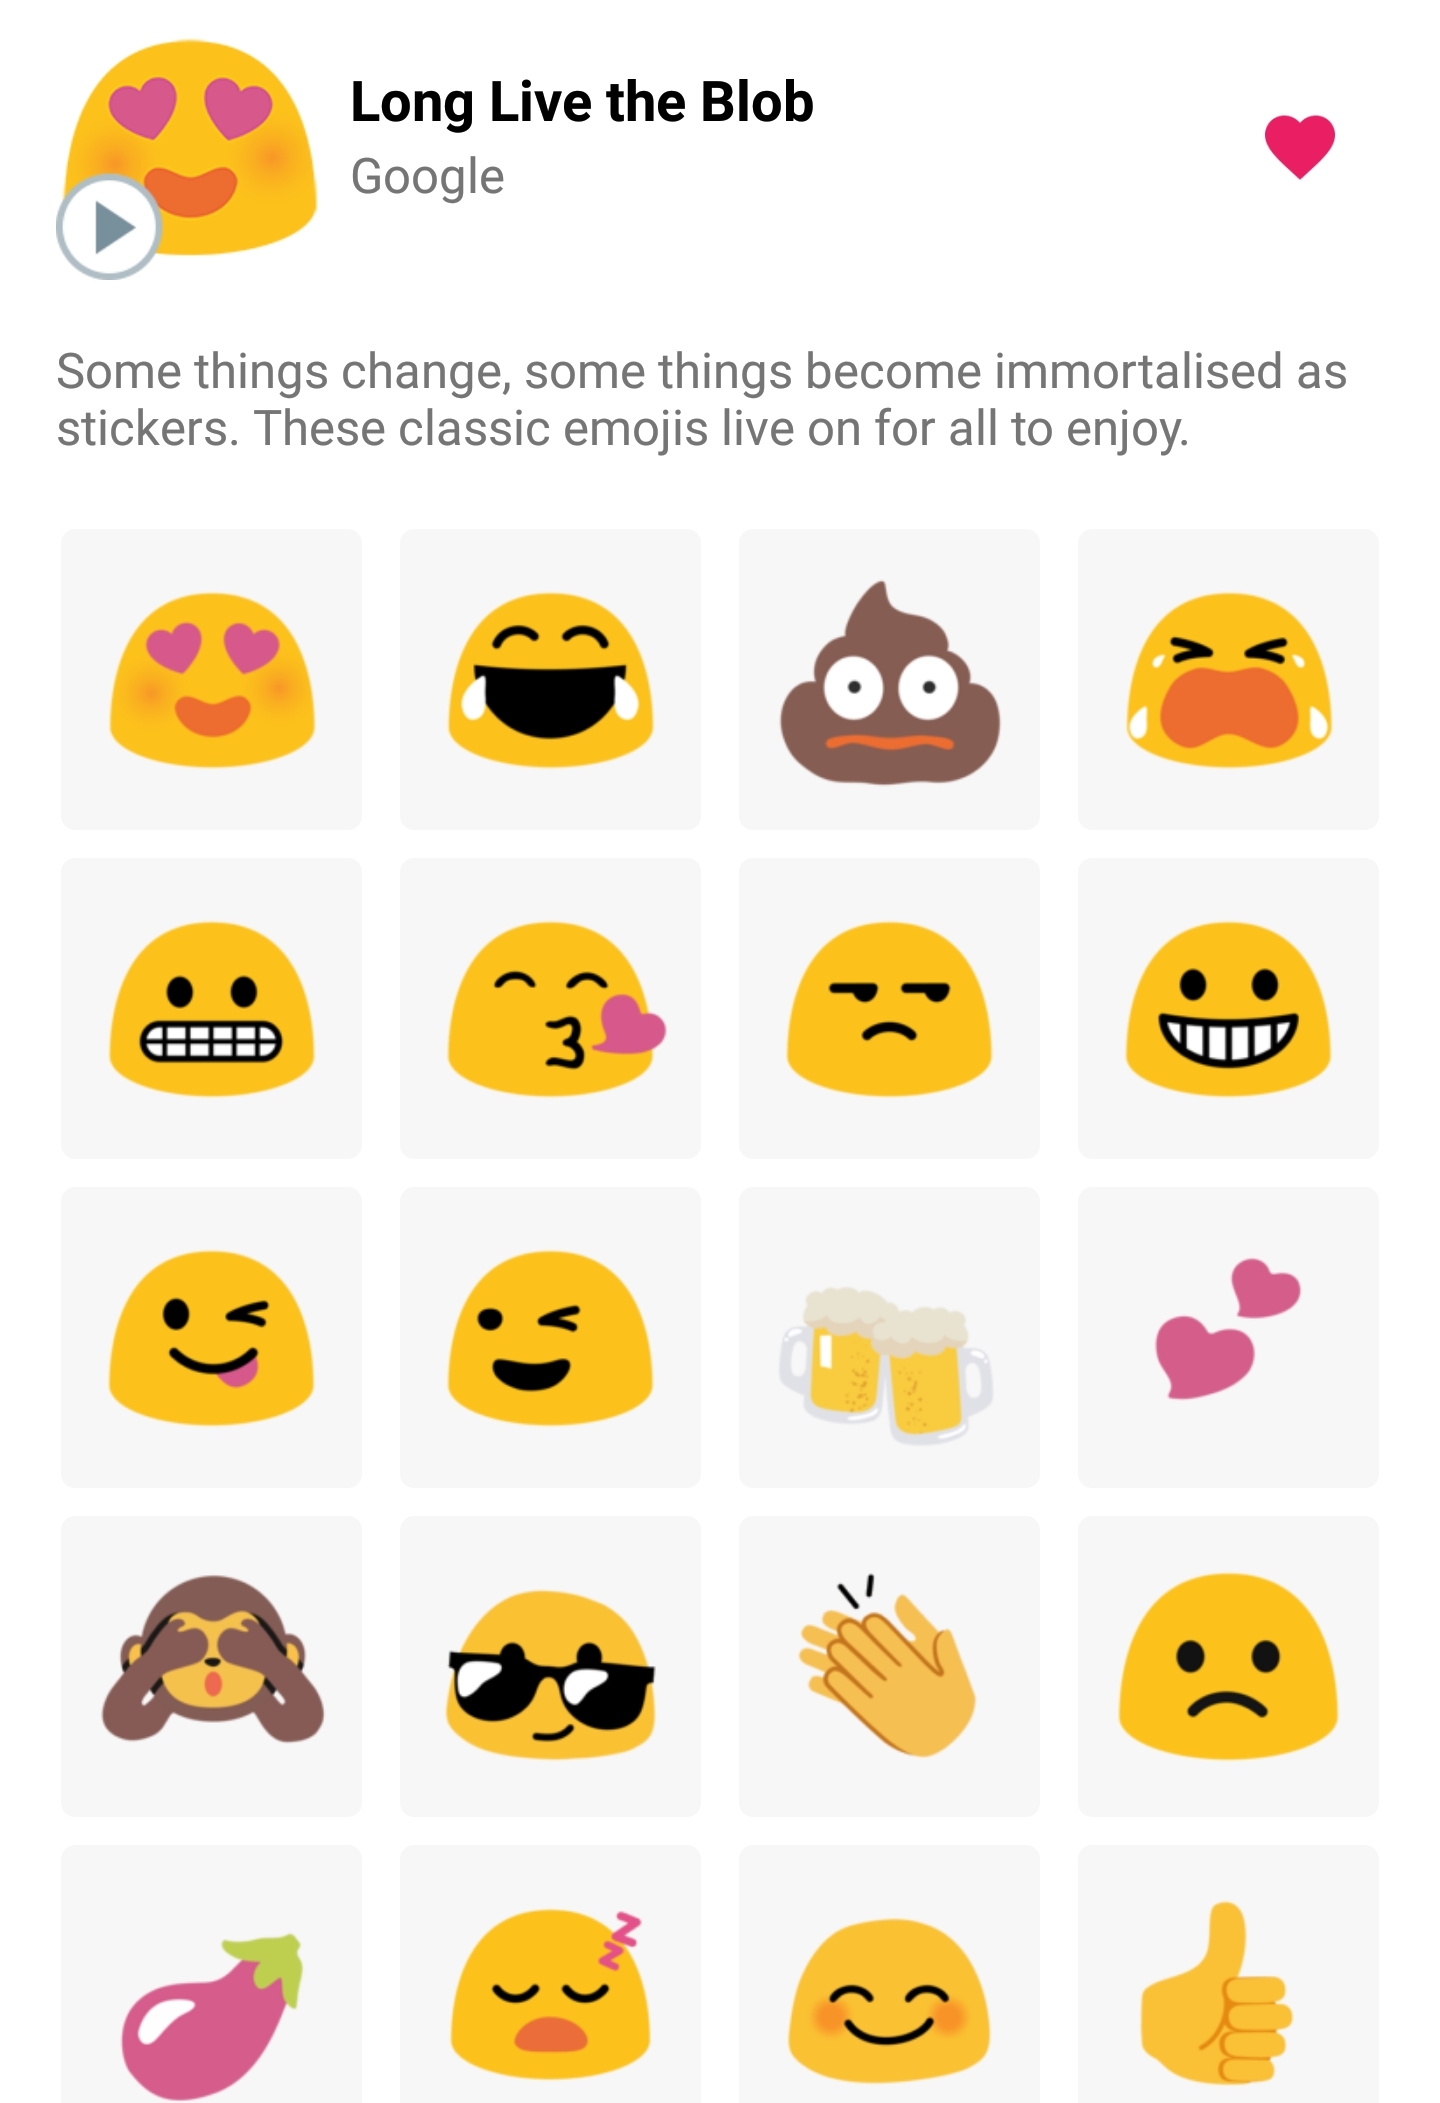 Long Live the Blob
Google
Some things change, some things become immortalised as
stickers. These classic emojis live on for all to enjoy.